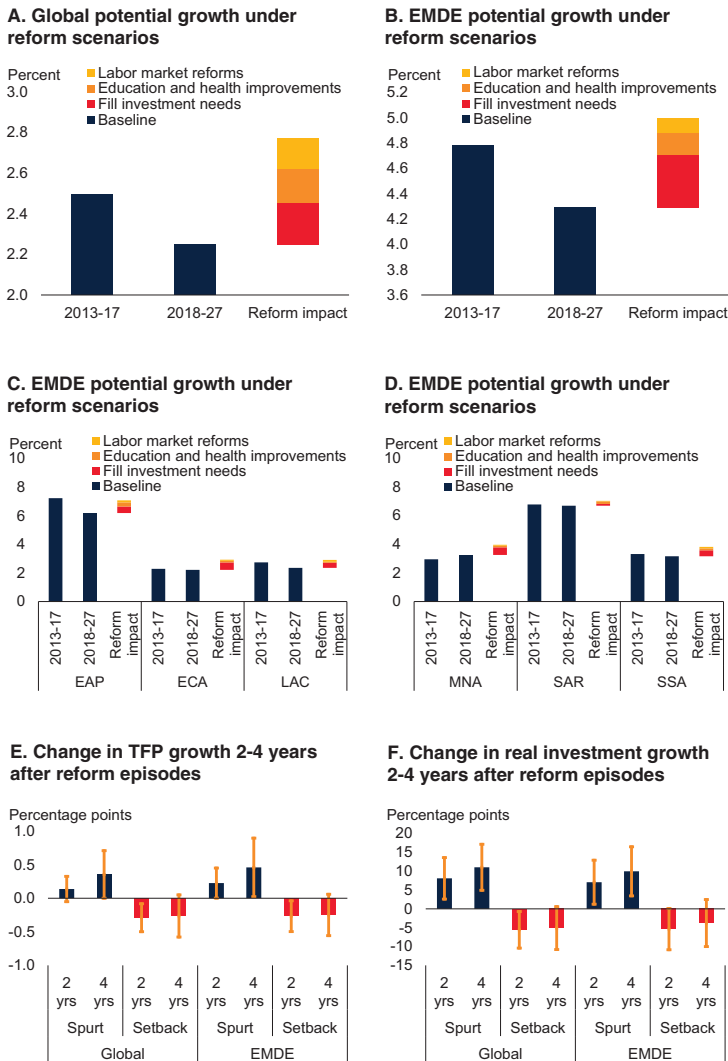 A. Global potential growth under
reform scenarios
Percent
Labor market reforms
Education and health improvements
Fill investment needs
Baseline
3.0
2.8
2.6
2.4
2.2
2.0
2013-17
2018-27
Reform impact
B. EMDE potential growth under
reform scenarios
Percent
Labor market reforms
Education and health improvements
Fill investment needs
Baseline
5.2
5.0
4.8
4.6
4.4
4.2
4.0
3.8
3.6
2013-17
2018-27
Reform impact
C. EMDE potential growth under
reform scenarios
Percent
Labor market reforms
Education and health improvements
Fill investment needs
Baseline
10
8
6
4
2
0
2013-17
2018-27
Reform
impact
2013-17
2018-27
Reform
impact
2013-17
2018-27
Reform
impact
EAP
ECA
LAC
D. EMDE potential growth under
reform scenarios
Percent
Labor market reforms
Education and health improvements
Fill investment needs
Baseline
10
8
6
4
2
0
2013-17
2018-27
Reform
impact
2013-17
2018-27
Reform
impact
2013-17
2018-27
Reform
impact
MNA
SAR
SSA
E. Change in TFP growth 2-4 years
after reform episodes
Percentage points
1.0
0.5
0.0
-0.5
-1.0
2
yrs
4
yrs
2
yrs
4
yrs
2
yrs
4
yrs
2
yrs
4
yrs
Spurt
Setback
Spurt
Setback
Global
EMDE
F. Change in real investment growth
2-4 years after reform episodes
Percentage points
20
15
10
5
0
-5
-10
-15
2
yrs
4
yrs
2
yrs
4
yrs
2
yrs
4
yrs
2
yrs
4
yrs
Spurt
Setback
Spurt
Setback
Global
EMDE